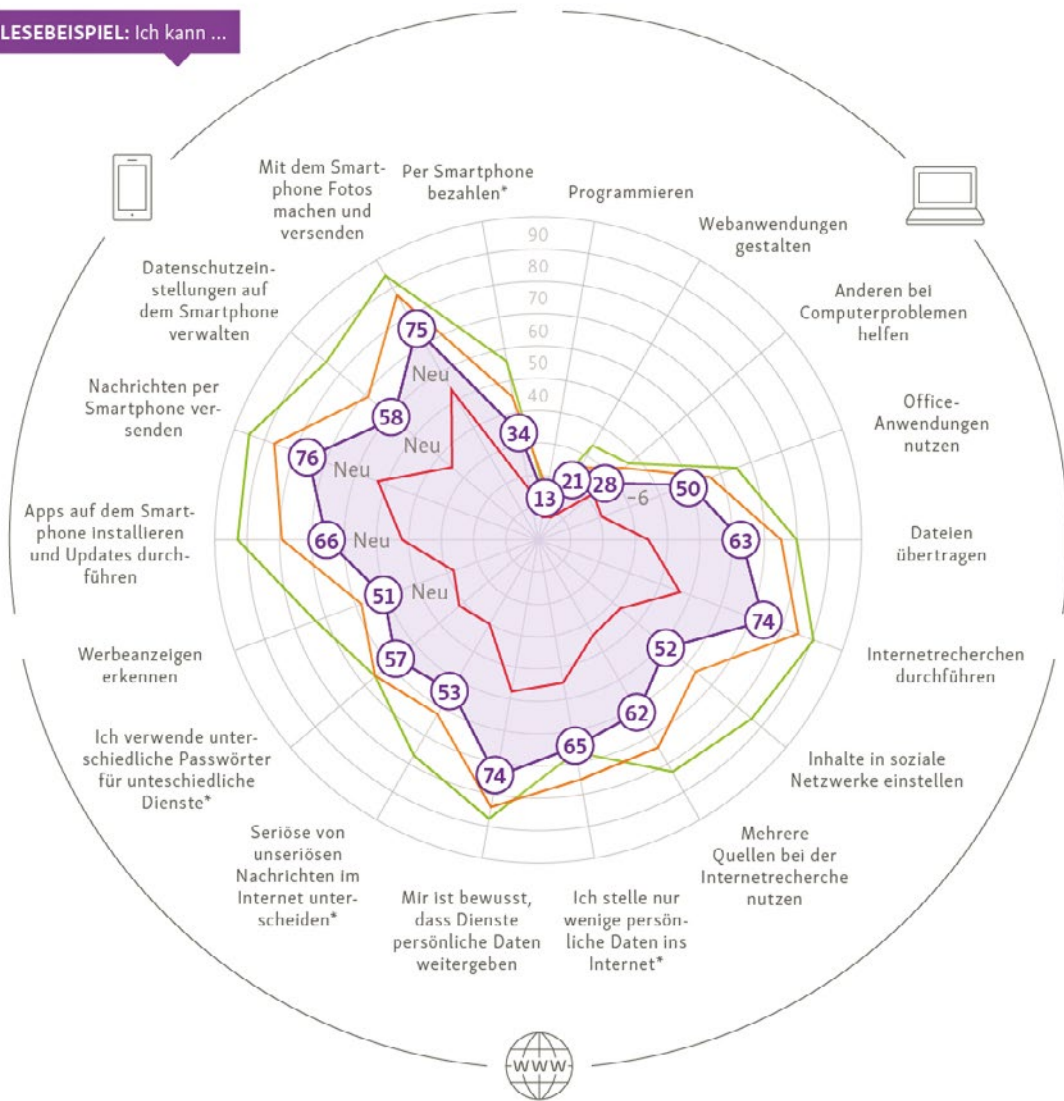 LESEBEISPIEL: Ich kann ...
Mit dem Smart-
phone Fotos
machen und
versenden
Per Smartphone
bezahlen*
Programmieren
Webanwendungen
gestalten
Anderen bei
Computerproblemen
helfen
Office-
Anwendungen
nutzen
Dateien
übertragen
Internetrecherchen
durchführen
Inhalte in soziale
Netzwerke einstellen
Mehrere
Quellen bei der
Internetrecherche
nutzen
Ich stelle nur
wenige persön-
liche Daten ins
Internet*
Mir ist bewusst,
dass Dienste
persönliche Daten
weitergeben
Seriöse von
unseriösen
Nachrichten im
Internet unter-
scheiden*
Ich verwende unter-
schiedliche Passwörter
für unteschiedliche
Dienste*
Werbeanzeigen
erkennen
Apps auf dem Smart-
phone installieren
und Updates durch-
führen
Nachrichten per
Smartphone ver-
senden
Datenschutzein-
stellungen auf
dem Smartphone
verwalten
90
80
70
60
50
40
75
Neu
58
Neu
34
76
Neu
13
21
28
-6
50
66
Neu
63
51
Neu
74
57
52
53
62
74
65
WWW